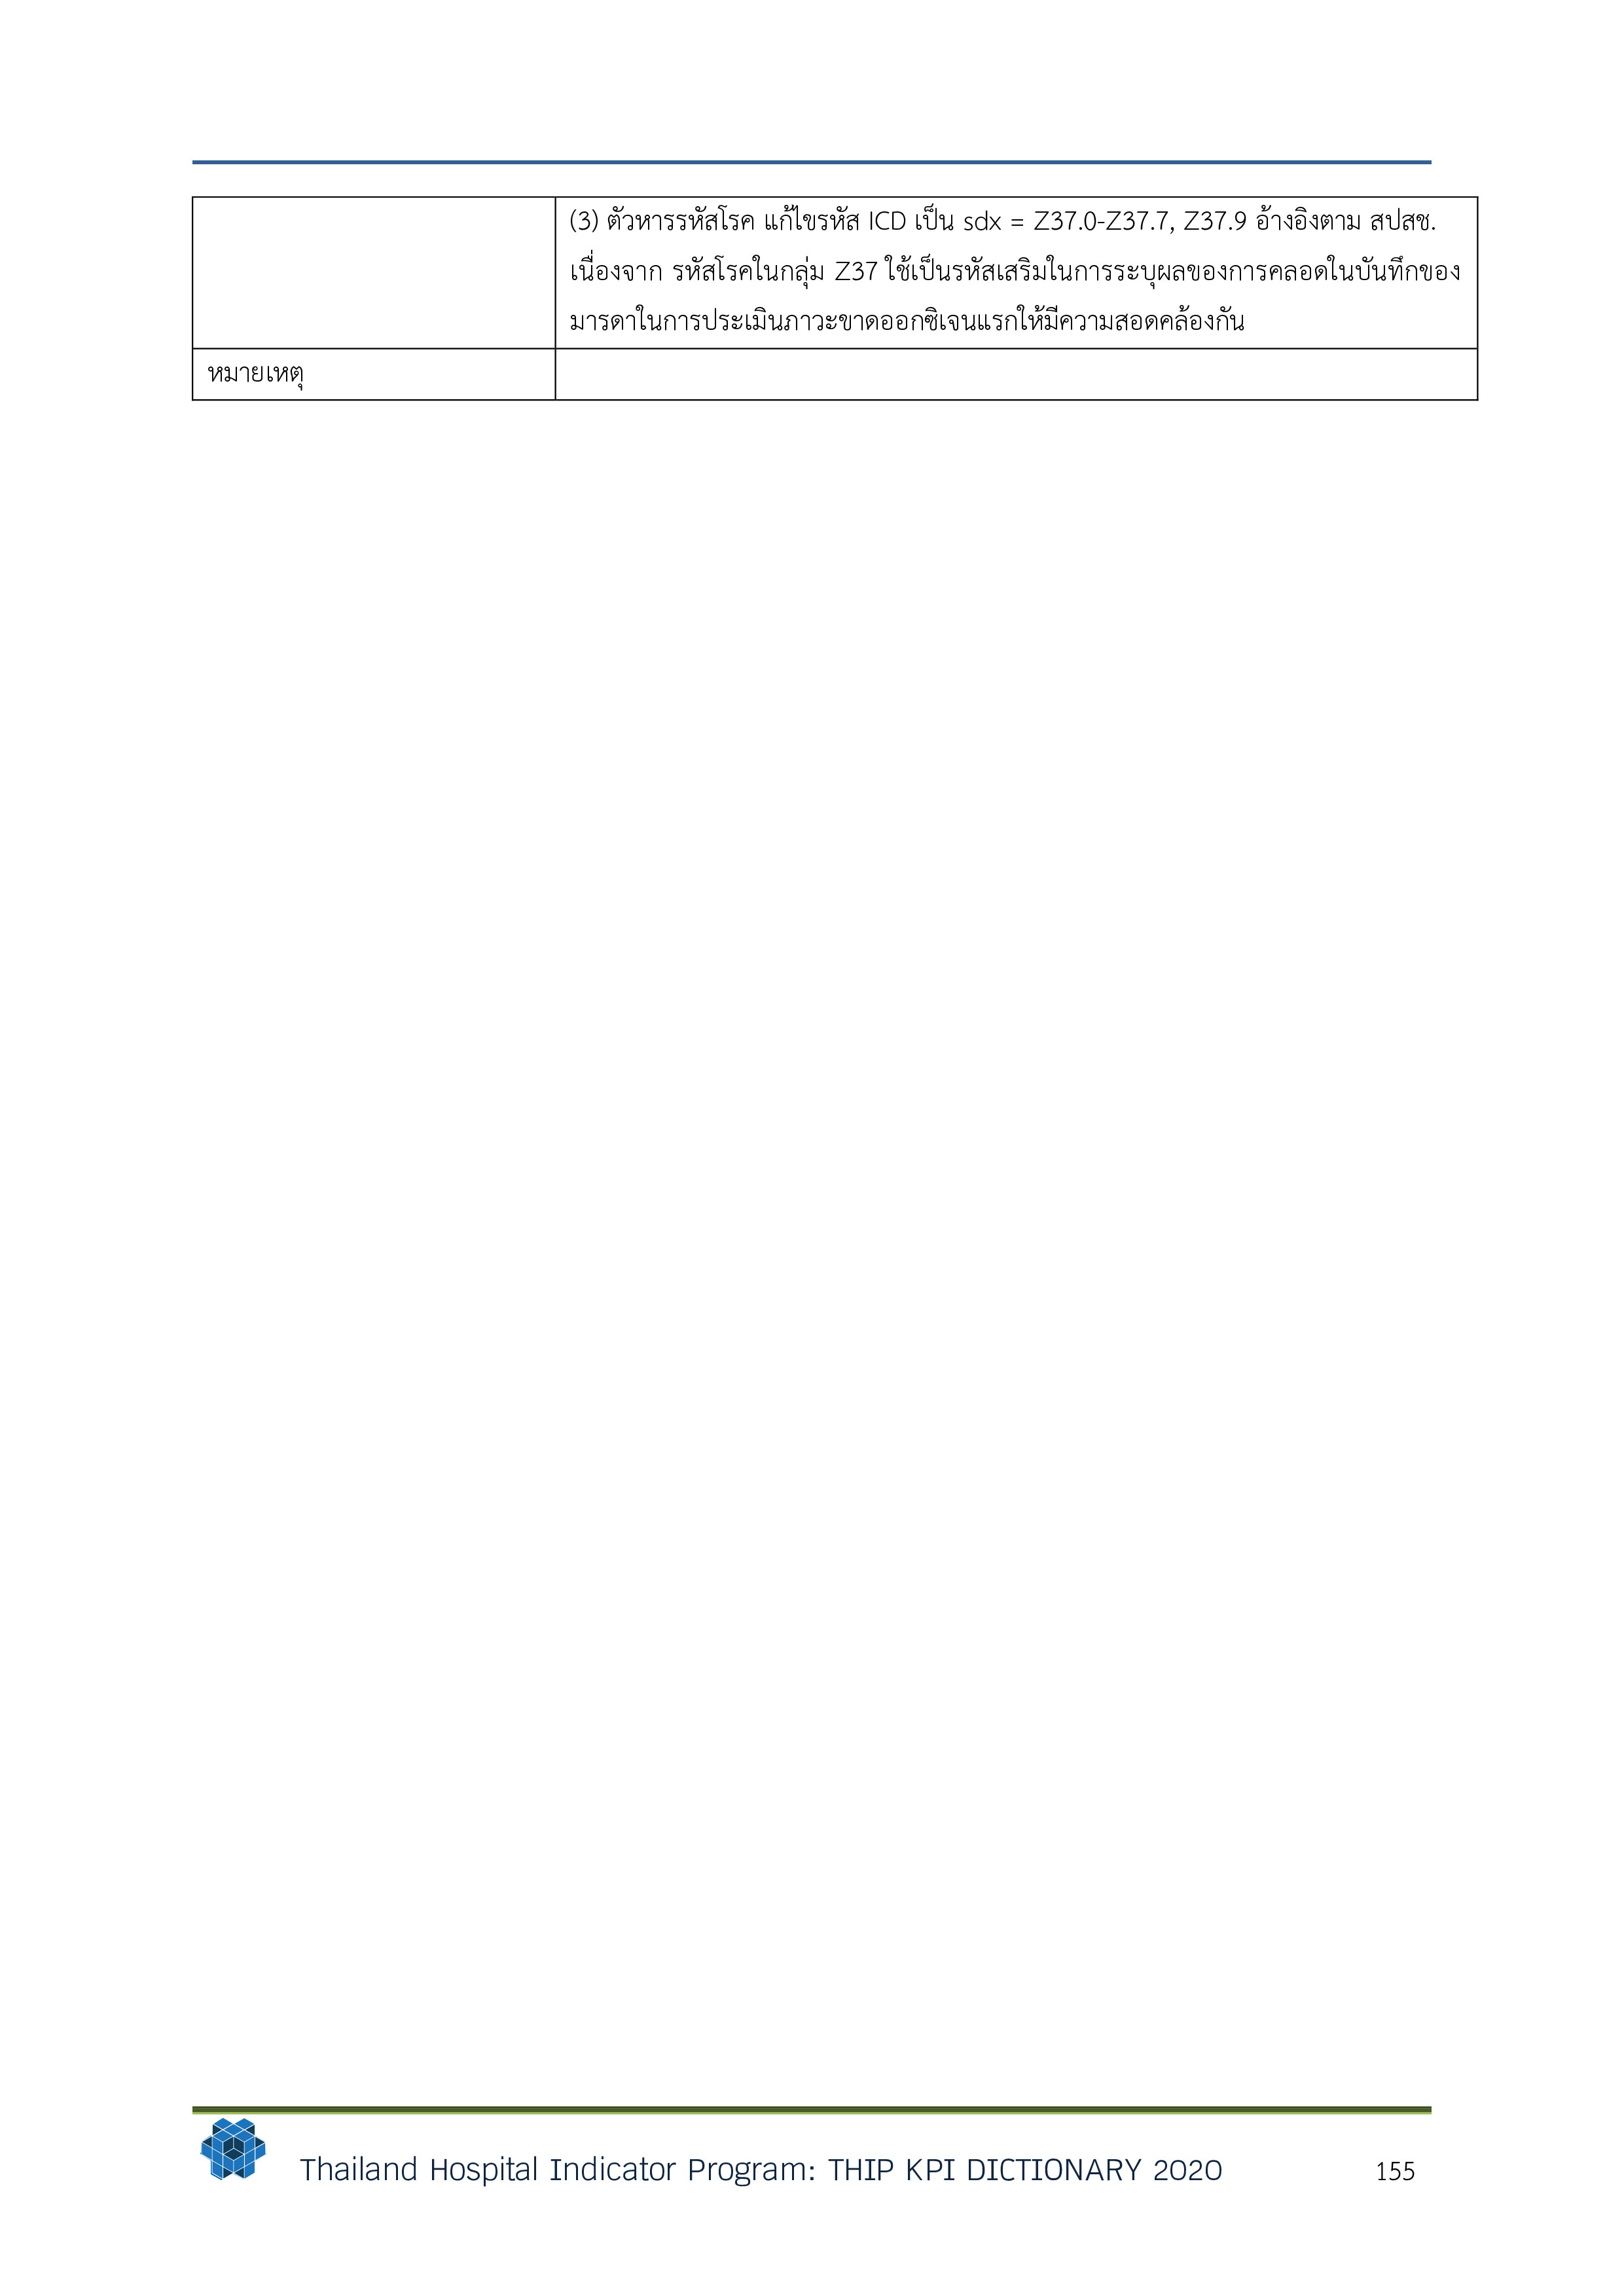 (3) ตัวหารรหัสโรค แก้ไขรหัส ICD เป็น sdx = Z37.0-Z37.7, Z37.9 อ้างอิงตาม สปสช.
เนื่องจาก รหัสโรคในกลุ่ม Z37 ใช้เป็นรหัสเสริมในการระบุผลของการคลอดในบันทึกของ
มารดาในการประเมินภาวะขาดออกซิเจนแรกให้มีความสอดคล้องกัน
หมายเหตุ
Thailand Hospital Indicator Program: THIP KPI DICTIONARY 2020 155